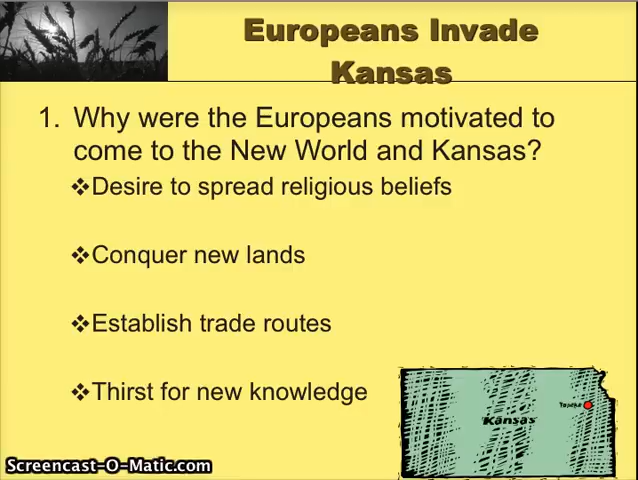 Europeans Invade
Kansas
1. Why were the Europeans motivated to
come to the New World and Kansas?
❖Desire to spread religious beliefs
❖Conquer new lands
❖Establish trade routes
❖Thirst for new knowledge
Kansas
Screencast-O-Matic.com